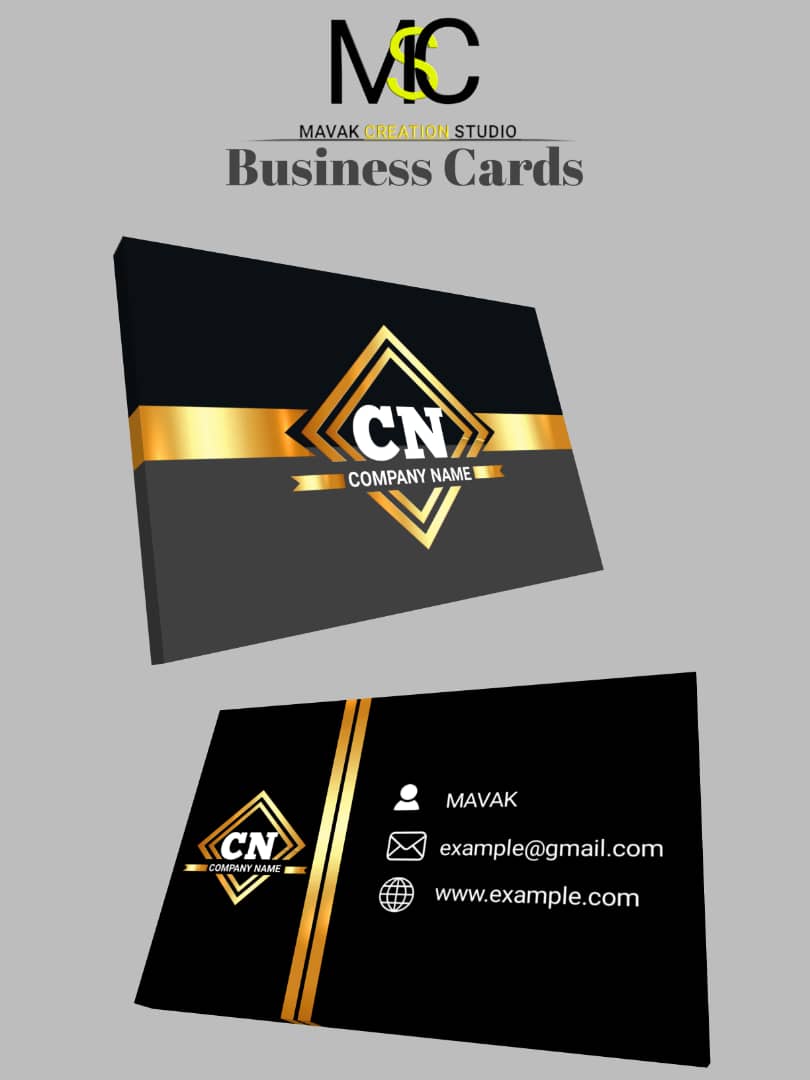 MSC
MAVAK CREATION STUDIO
Business Cards
CN
COMPANY NAME
CN
COMPANY NAME
MAVAK
example@gmail.com
www.example.com